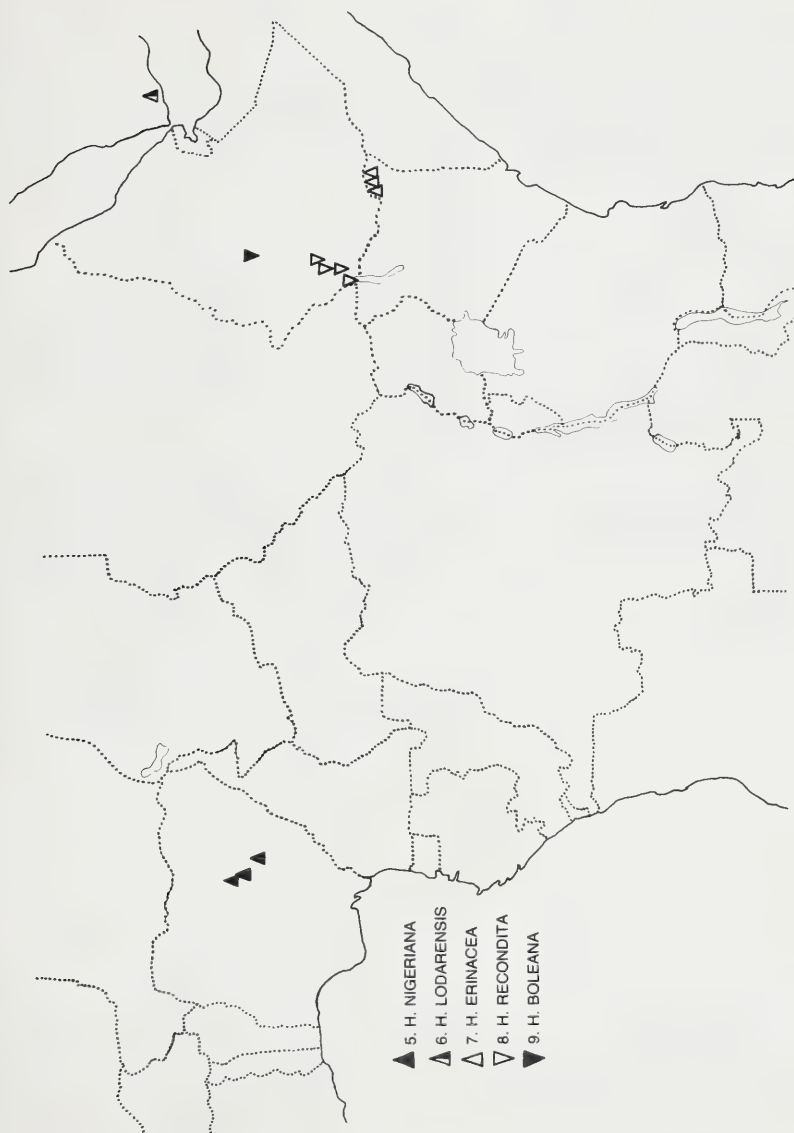 5. H. NIGERIANA
6. H. LODARENSIS
7. H. ERINACEA
8. H. RECONDITA
9. H. BOLEANA